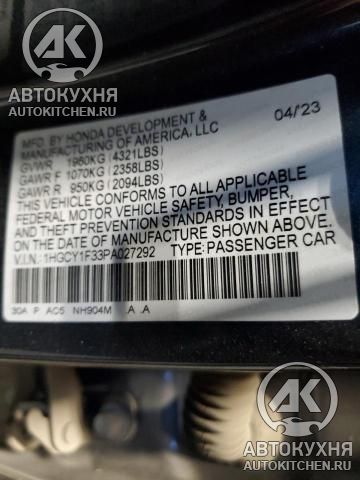 AK
АВТОКУХНЯ
AUTOKITCHEN.RU
MFD. BY HONDA DEVELOPMENT & 04/23
MANUFACTURING OF AMERICA, LLC
GVWR 1960KG (4321LBS)
GAWR F 1070KG (2358LBS)
GAWR R 950KG (2094LBS)
THIS VEHICLE CONFORMS TO ALL APPLICABLE
FEDERAL MOTOR VEHICLE SAFETY, BUMPER,
AND THEFT PREVENTION STANDARDS IN EFFECT
ON THE DATE OF MANUFACTURE SHOWN ABOVE.
V.I.N.: 1HGCY1F33PA027292 TYPE: PASSENGER CAR
30A P AC5 NH904M .A .A
AK
АВТОКУХНЯ
AUTOKITCHEN.RU